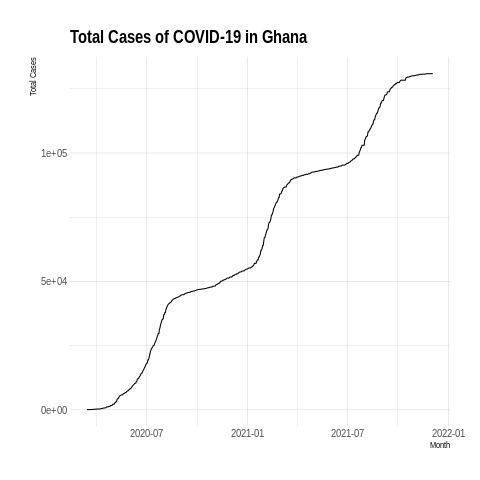 Total Cases of COVID-19 in Ghana
Total Cases
1e+05
5e+04
0e+00
2020-07 2021-01 2021-07 2022-01
Month